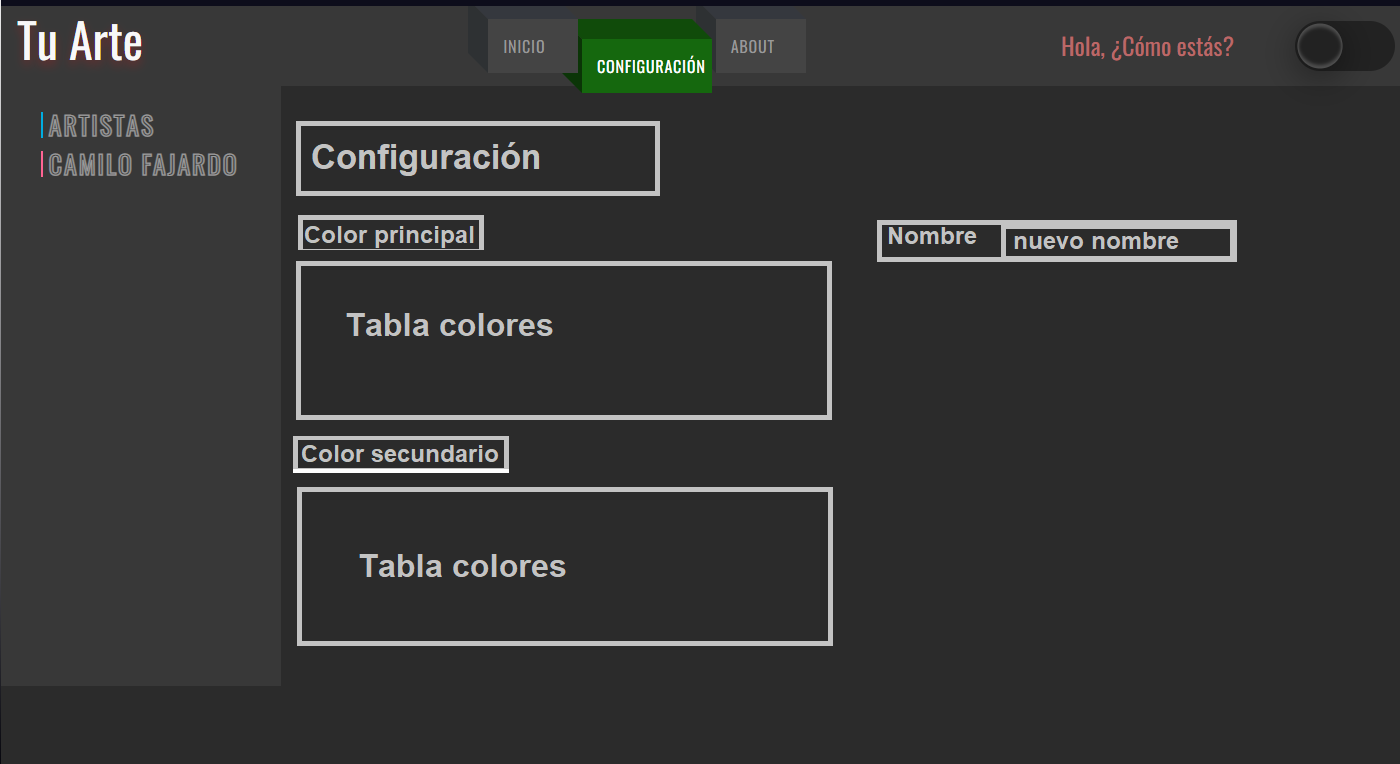 Tu Arte
INICIO
CONFIGURACIÓN
ABOUT
Hola, ¿Cómo estás?
ARTISTAS
CAMILO FAJARDO
Configuración
Color principal
Nombre
nuevo nombre
Tabla colores
Color secundario
Tabla colores